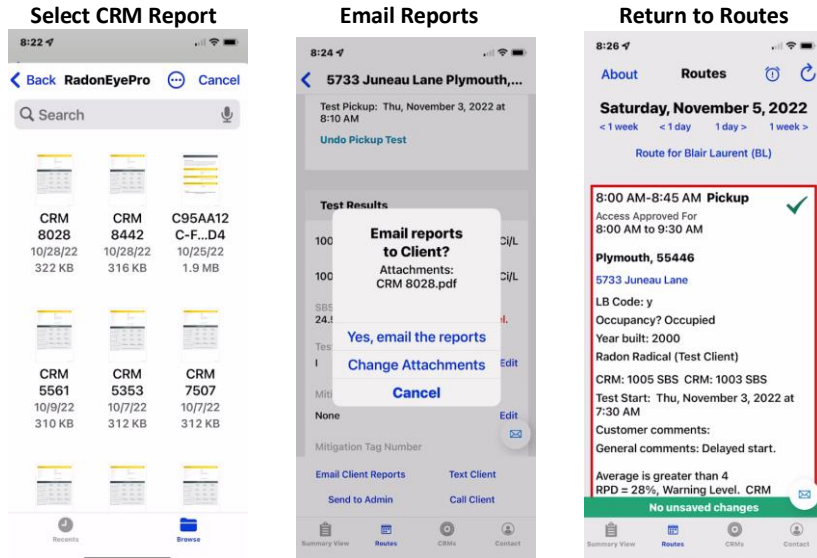 Select CRM Report
8:22
Back RadonEyePro Cancel
Search
CRM 8028
10/28/22
322 KB
CRM 8442
10/28/22
316 KB
C95AA12
C-F...D4
10/25/22
1.9 MB
CRM 5561
10/9/22
310 KB
CRM 5353
10/7/22
312 KB
CRM 7507
10/7/22
312 KB
Recents
Browse
Email Reports
8:24
5733 Juneau Lane Plymouth,...
Test Pickup: Thu, November 3, 2022 at
8:10 AM
Undo Pickup Test
Test Results
100
Ci/L
100
Ci/L
SBS
24.
Email reports
to Client?
Attachments:
CRM 8028.pdf
Yes, email the reports
Change Attachments
Cancel
Edit
None
Edit
Mitigation Tag Number
Email Client Reports Text Client
Send to Admin Call Client
Summary View Routes CRMs Contact
Return to Routes
8:26
About Routes
Saturday, November 5, 2022
< 1 week < 1 day 1 day > 1 week >
Route for Blair Laurent (BL)
8:00 AM-8:45 AM Pickup
Access Approved For
8:00 AM to 9:30 AM
Plymouth, 55446
5733 Juneau Lane
LB Code: y
Occupancy? Occupied
Year built: 2000
Radon Radical (Test Client)
CRM: 1005 SBS CRM: 1003 SBS
Test Start: Thu, November 3, 2022 at
7:30 AM
Customer comments:
General comments: Delayed start.
Average is greater than 4
RPD = 28%, Warning Level. CRM
No unsaved changes
Summary View Routes CRMs Contact